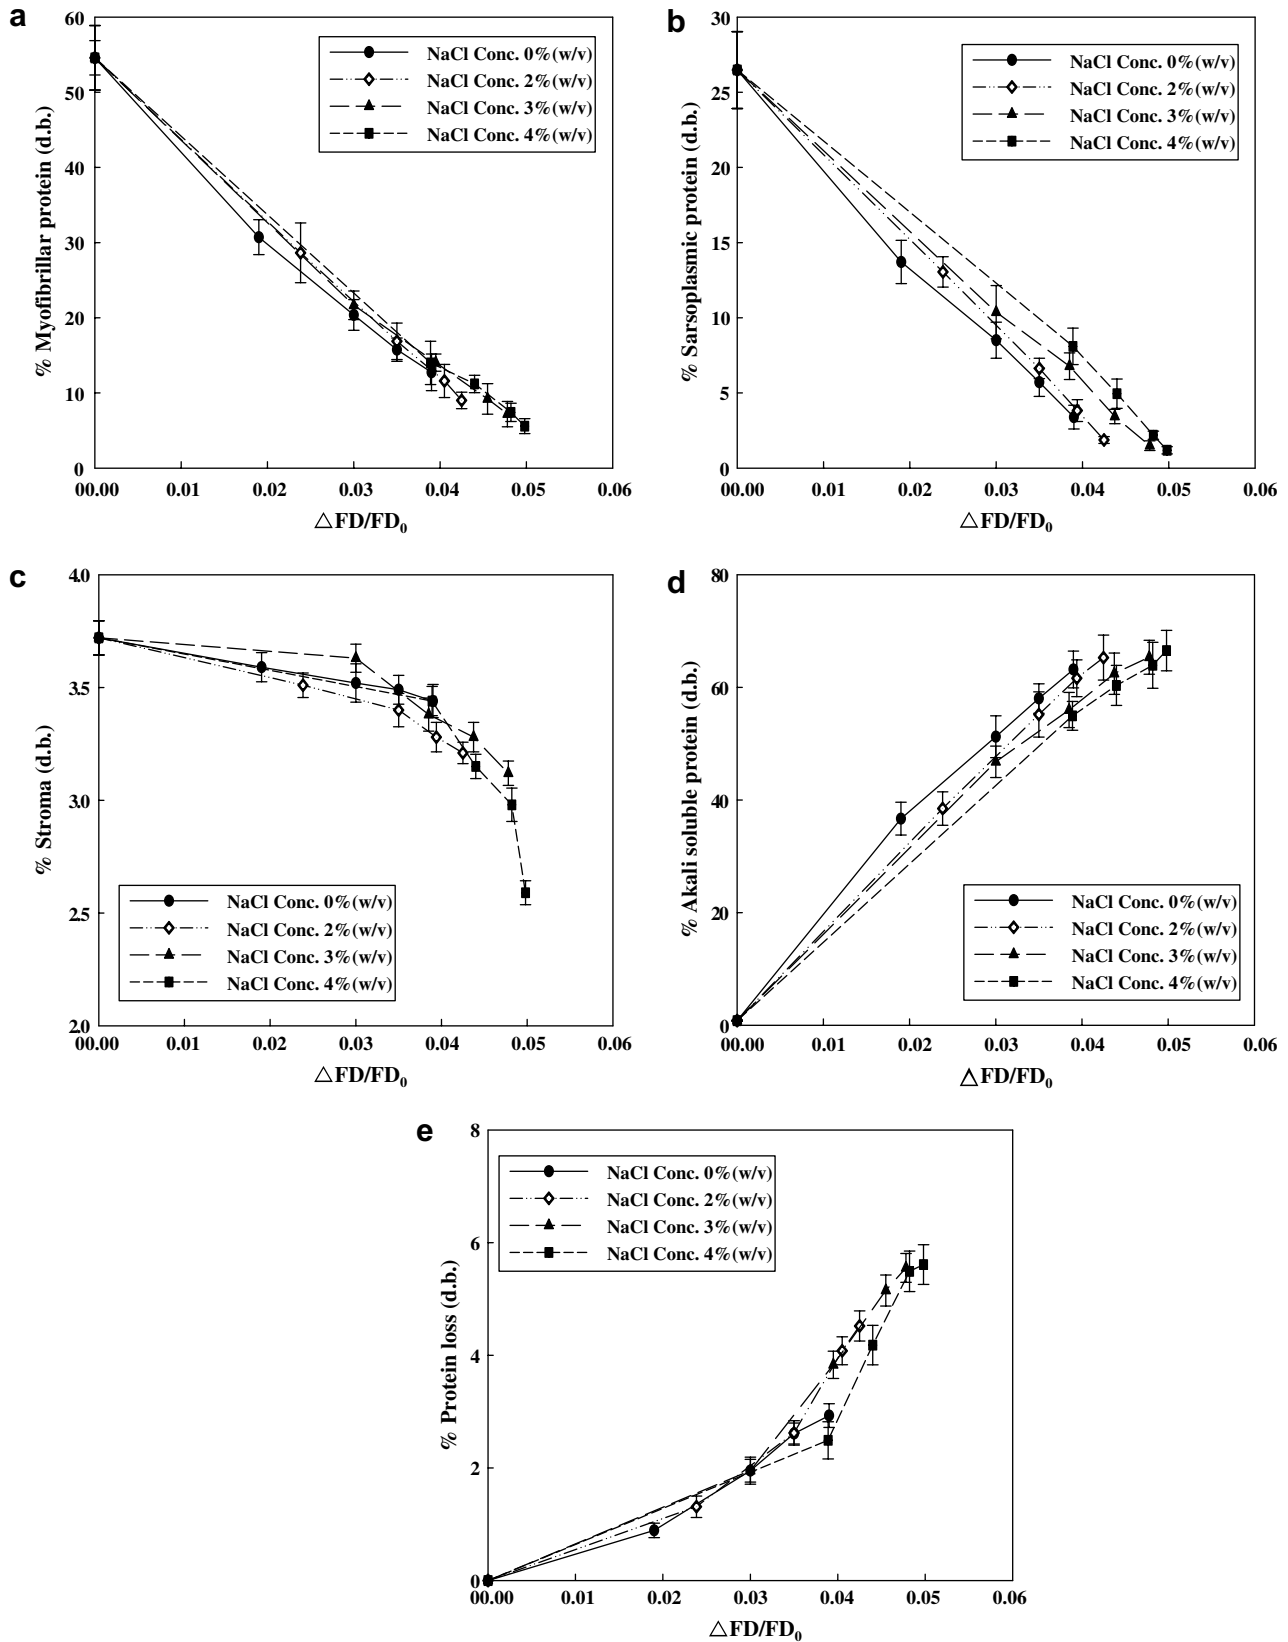 a
60
50
40
30
20
10
0
% Myofibrillar protein (d.b.)
NaCl Conc. 0%(w/v)
NaCl Conc. 2%(w/v)
NaCl Conc. 3%(w/v)
NaCl Conc. 4%(w/v)
00.00 0.01 0.02 0.03 0.04 0.05 0.06
△FD/FD₀
b
30
25
20
15
10
5
0
% Sarsoplasmic protein (d.b.)
NaCl Conc. 0%(w/v)
NaCl Conc. 2%(w/v)
NaCl Conc. 3%(w/v)
NaCl Conc. 4%(w/v)
00.00 0.01 0.02 0.03 0.04 0.05 0.06
△FD/FD₀
c
4.0
3.5
3.0
2.5
2.0
% Stroma (d.b.)
NaCl Conc. 0%(w/v)
NaCl Conc. 2%(w/v)
NaCl Conc. 3%(w/v)
NaCl Conc. 4%(w/v)
00.00 0.01 0.02 0.03 0.04 0.05 0.06
△FD/FD₀
d
80
60
40
20
0
% Akali soluble protein (d.b.)
NaCl Conc. 0%(w/v)
NaCl Conc. 2%(w/v)
NaCl Conc. 3%(w/v)
NaCl Conc. 4%(w/v)
00.00 0.01 0.02 0.03 0.04 0.05 0.06
△FD/FD₀
e
8
6
4
2
0
% Protein loss (d.b.)
NaCl Conc. 0%(w/v)
NaCl Conc. 2%(w/v)
NaCl Conc. 3%(w/v)
NaCl Conc. 4%(w/v)
00.00 0.01 0.02 0.03 0.04 0.05 0.06
△FD/FD₀